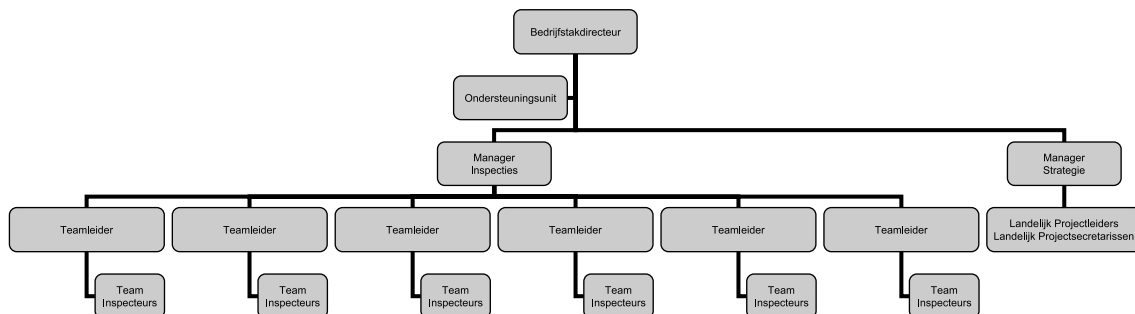 Bedrijfstakdirecteur
Ondersteuningsunit
Manager
Inspecties
Manager
Strategie
Teamleider
Teamleider
Teamleider
Teamleider
Teamleider
Teamleider
Landelijk Projectleiders
Landelijk Projectsecretarissen
Team
Inspecteurs
Team
Inspecteurs
Team
Inspecteurs
Team
Inspecteurs
Team
Inspecteurs
Team
Inspecteurs